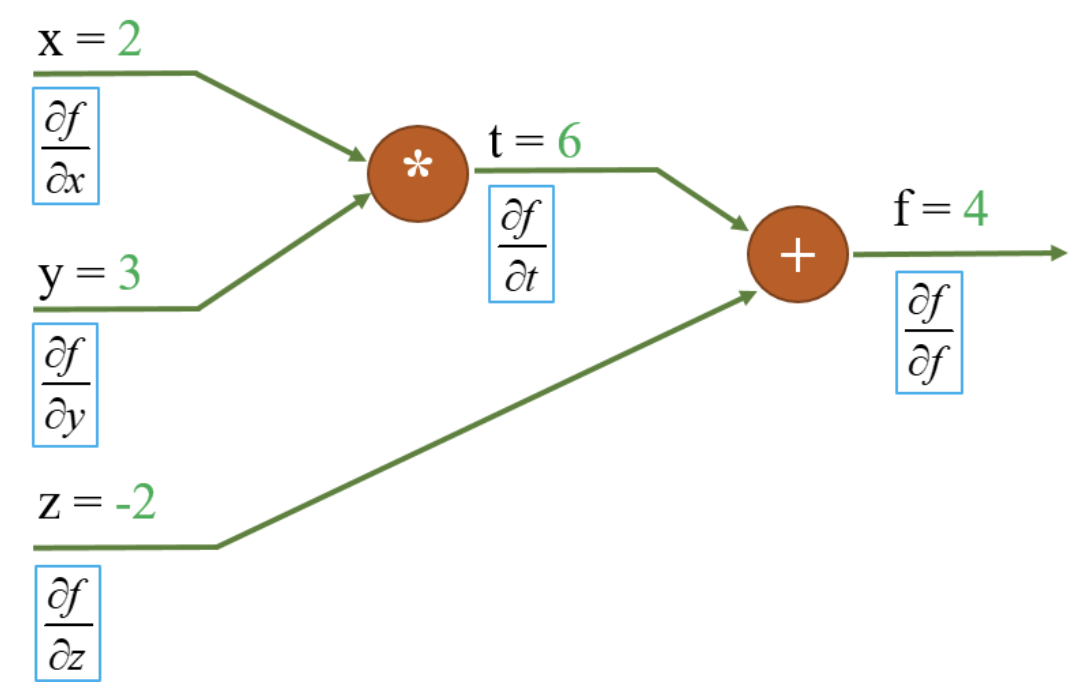 x = 2
∂f
∂x
*
t = 6
∂f
∂t
f = 4
+
∂f
∂f
y = 3
∂f
∂y
z = -2
∂f
∂z